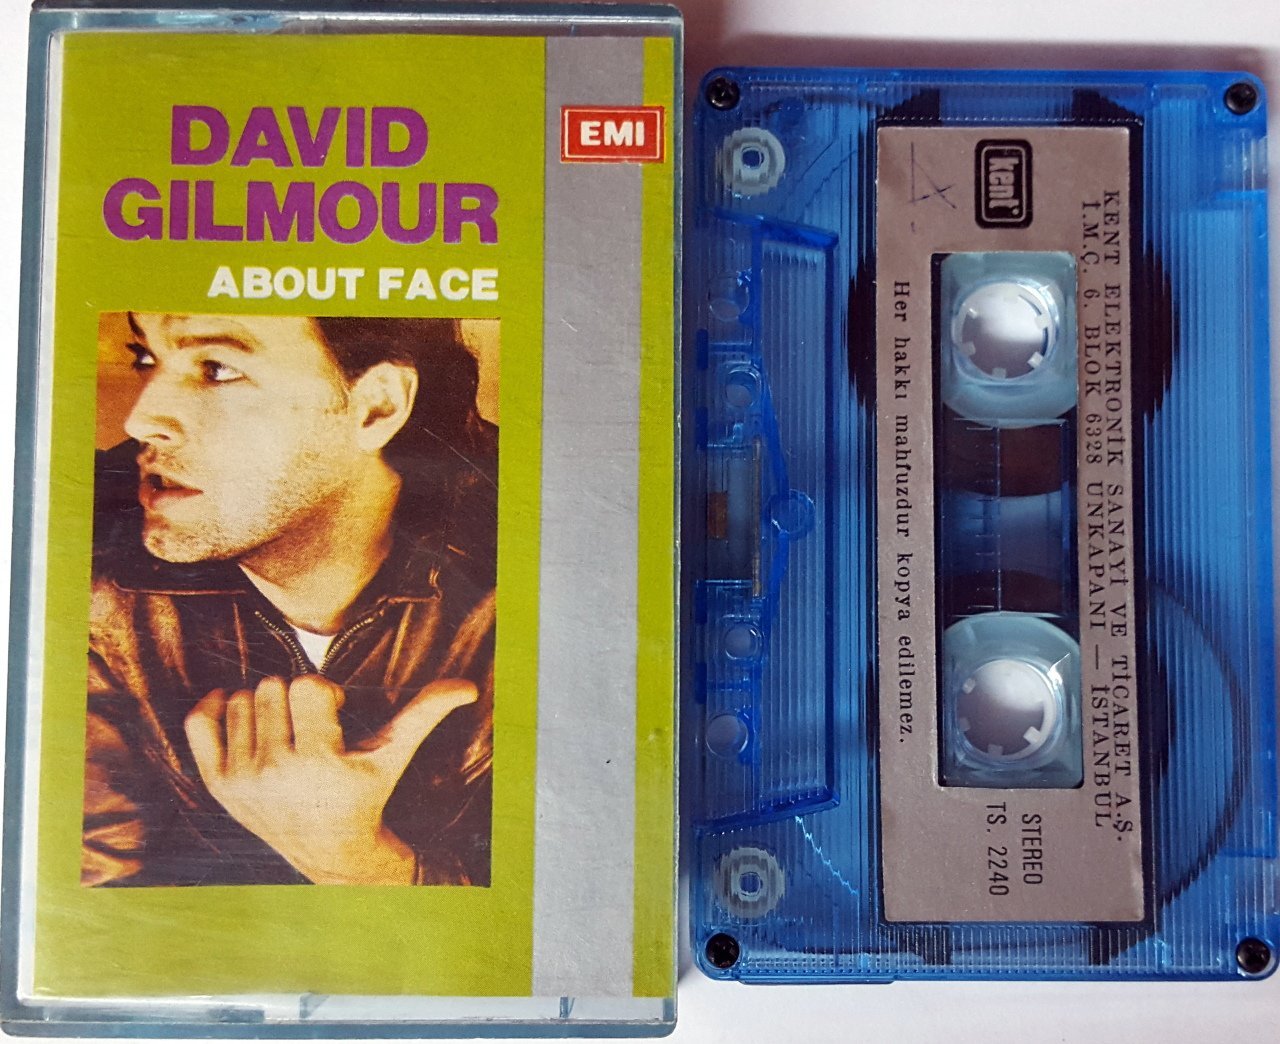 DAVID
GILMOUR
ABOUT FACE
EMI
kent
KENT ELEKTRONİK SANAYİ VE TİCARET A.Ş.
İ.M.Ç. 6. BLOK 6328 UNKAPANI — İSTANBUL
Her hakkı mahfuzdur kopya edilemez.
STEREO
TS. 2240